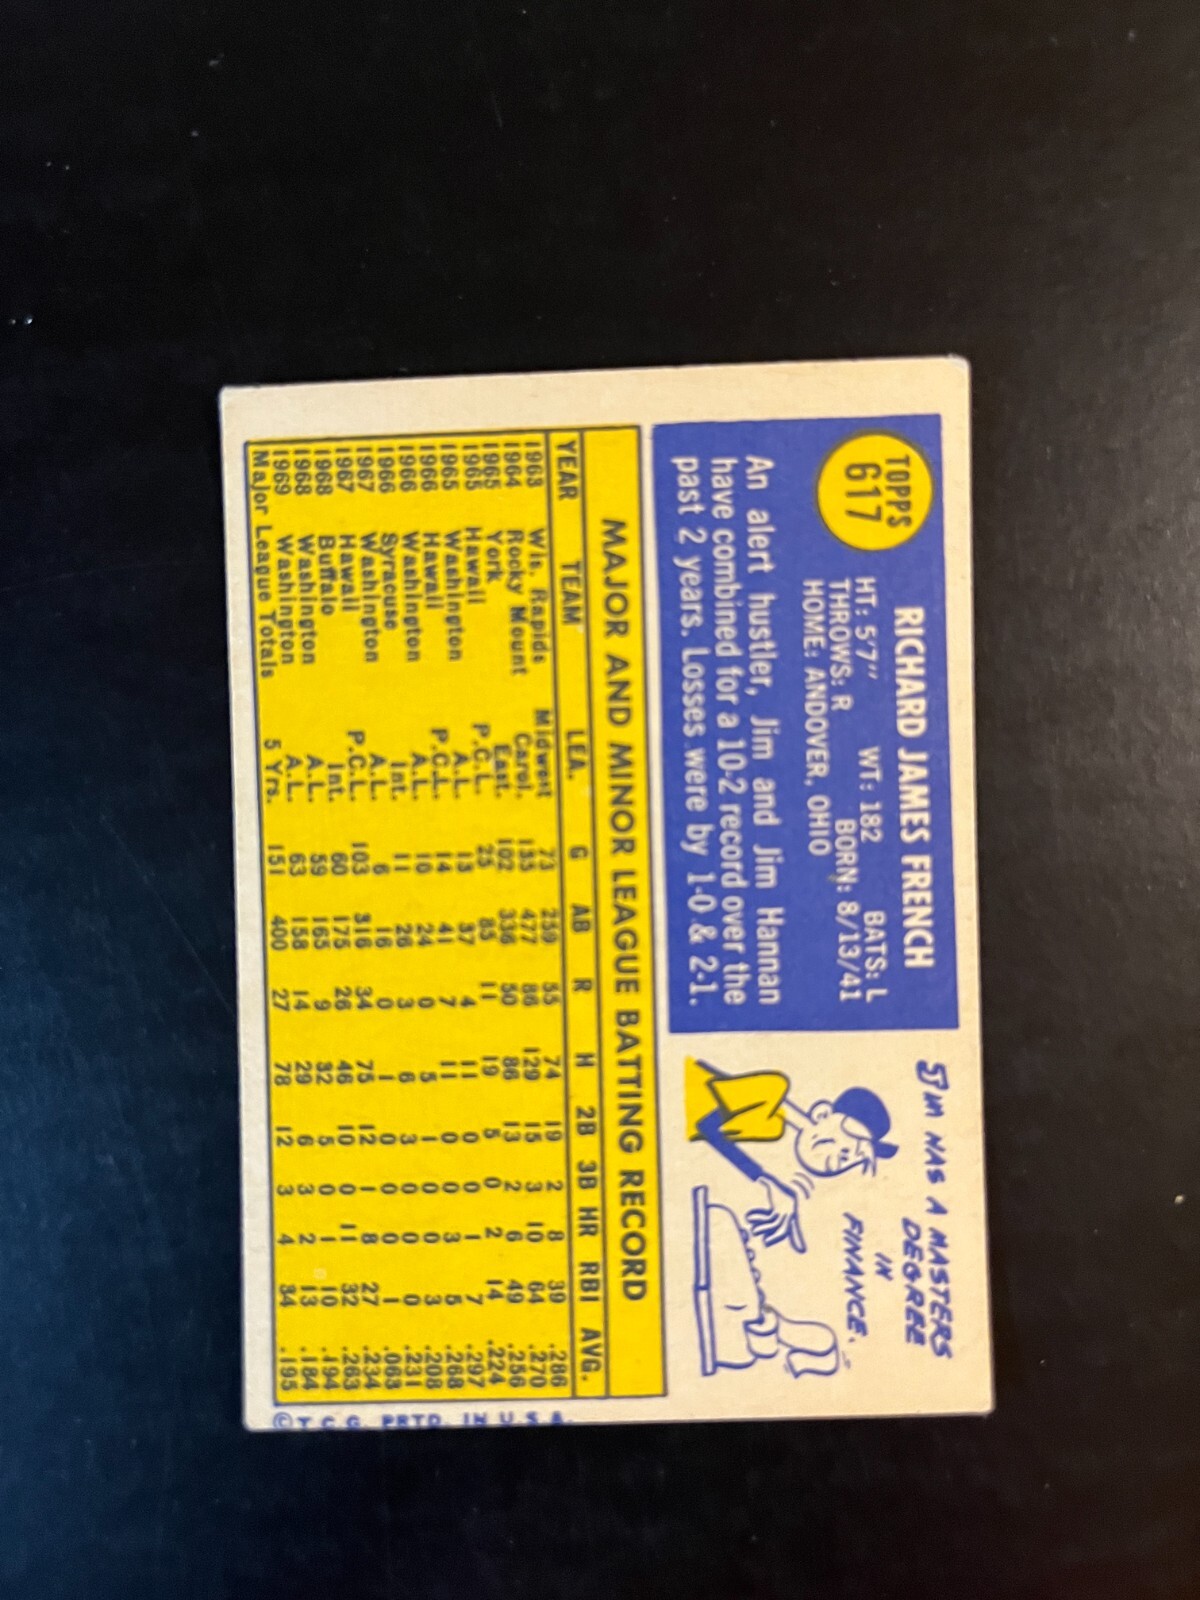 TOPPS
617
RICHARD JAMES FRENCH
HT: 5'7" WT: 182 BATS: L
THROWS: R BORN: 8/13/41
HOME: ANDOVER, OHIO
An alert hustler, Jim and Jim Hannan
have combined for a 10-2 record over the
past 2 years. Losses were by 1-0 & 2-1.
JIM HAS A MASTERS
DEGREE
IN
FINANCE.
MAJOR AND MINOR LEAGUE BATTING RECORD
YEAR TEAM LEA. G AB R H 2B 3B HR RBI AVG.
1963 Wis. Rapids Midwest 73 259 55 74 19 2 8 39 .286
1964 Rocky Mount Carol. 133 477 86 129 15 3 10 64 .270
1965 York East. 102 336 50 86 13 2 6 49 .256
1965 Hawaii P.C.L. 25 85 11 19 5 0 2 14 .224
1965 Washington A.L. 13 37 4 11 0 0 1 7 .297
1966 Hawaii P.C.L. 14 41 7 11 0 0 3 5 .268
1966 Washington A.L. 10 24 0 5 1 0 0 3 .208
1966 Syracuse Int. 11 26 3 6 3 0 0 0 .231
1967 Washington A.L. 6 16 0 1 0 0 0 1 .063
1967 Hawaii P.C.L. 103 316 34 75 12 1 8 27 .234
1968 Buffalo Int. 60 175 26 46 10 0 11 32 .263
1968 Washington A.L. 59 165 9 32 5 0 1 10 .194
1969 Washington A.L. 63 158 14 29 6 3 2 13 .184
Major League Totals 5 Yrs. 151 400 27 78 12 3 4 34 .195
© T.C.G. PRTD. IN U.S.A.